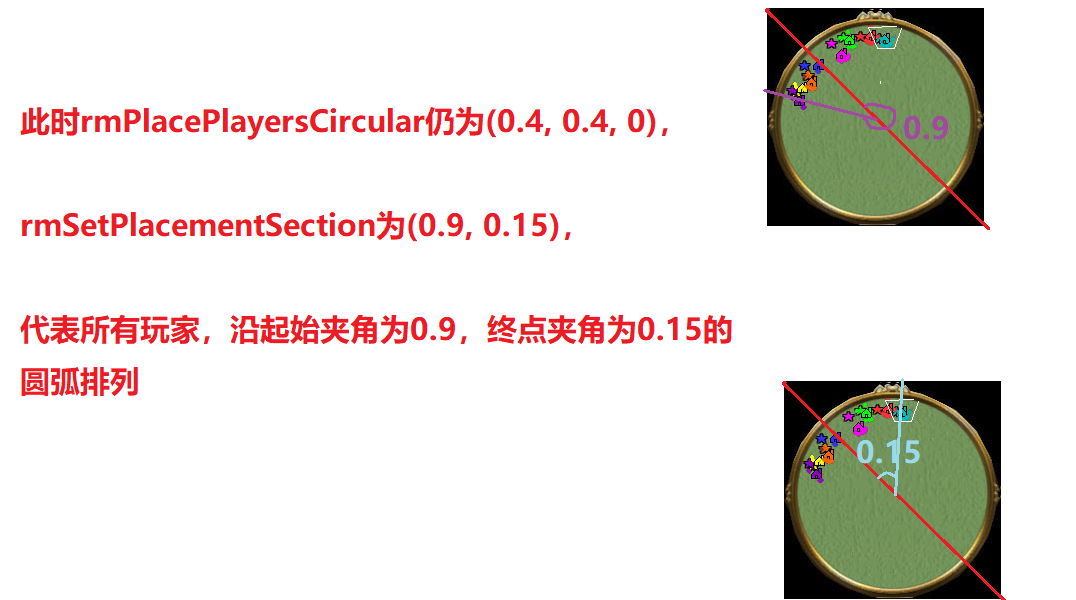 此时rmPlacePlayersCircular仍为(0.4, 0.4, 0)，
0.9
rmSetPlacementSection为(0.9, 0.15)，
代表所有玩家，沿起始夹角为0.9，终点夹角为0.15的
圆弧排列
0.15